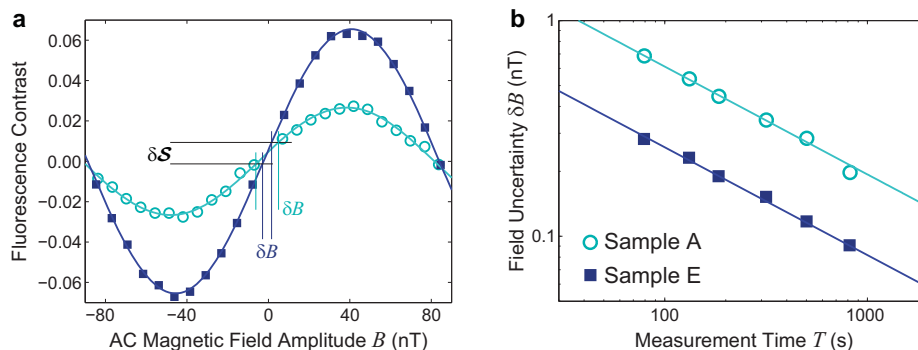 a
Fluorescence Contrast
0.06
0.04
0.02
0.00
−0.02
−0.04
−0.06
δS
δB
δB
−80
−40
0
40
80
AC Magnetic Field Amplitude B (nT)
b
Field Uncertainty δB (nT)
1
0.1
Sample A
Sample E
100
1000
Measurement Time T (s)